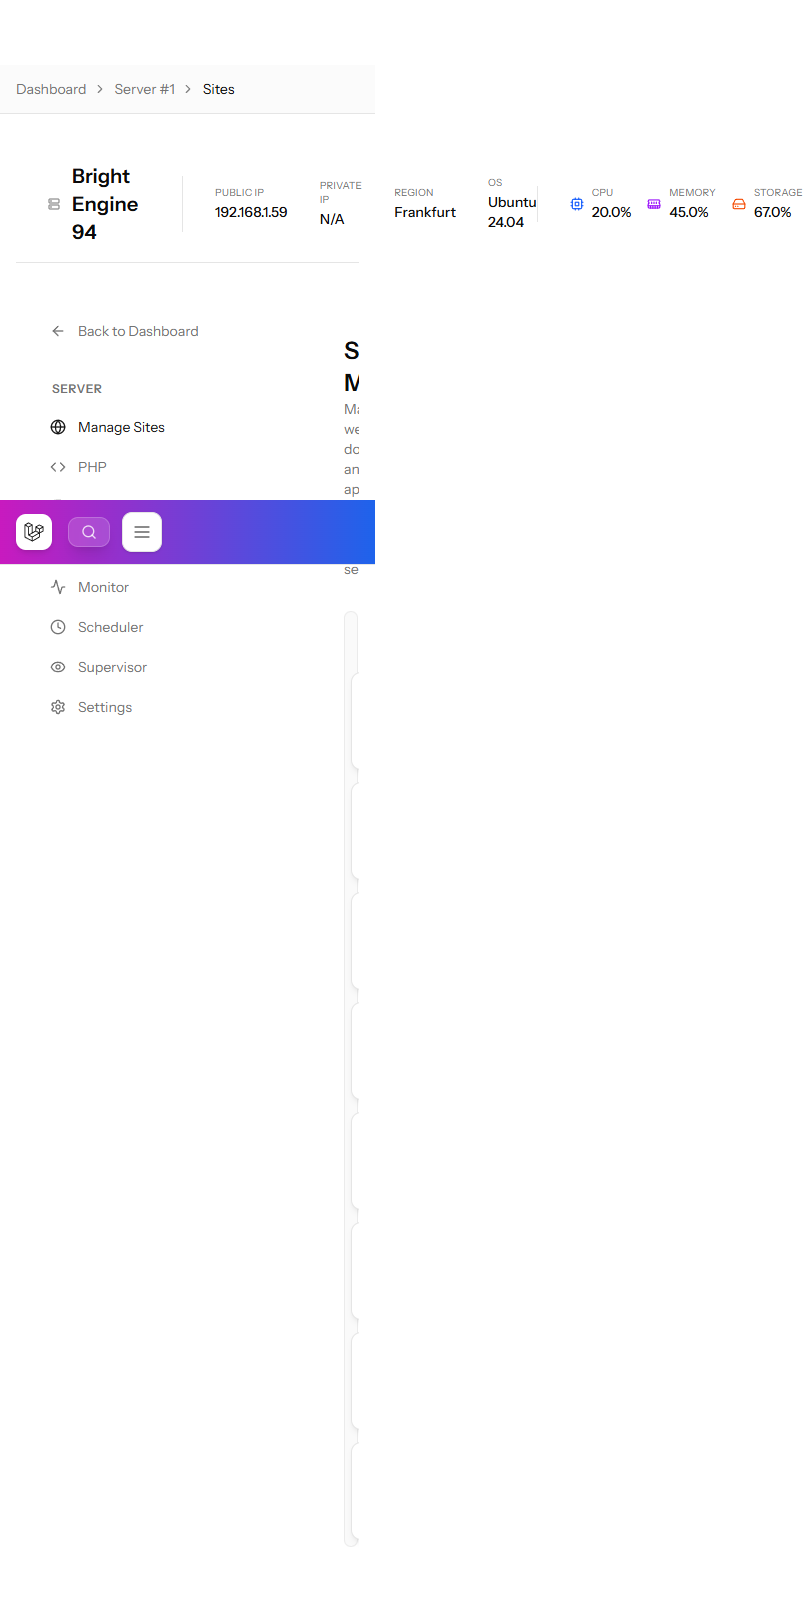 Dashboard > Server #1 > Sites
Bright
Engine
94
PUBLIC IP
192.168.1.59
PRIVATE
IP
N/A
REGION
Frankfurt
OS
Ubuntu
24.04
CPU
20.0%
MEMORY
45.0%
STORAGE
67.0%
Back to Dashboard
SERVER
Manage Sites
PHP
Monitor
Scheduler
Supervisor
Settings
S
M
Ma
we
do
an
ap
se